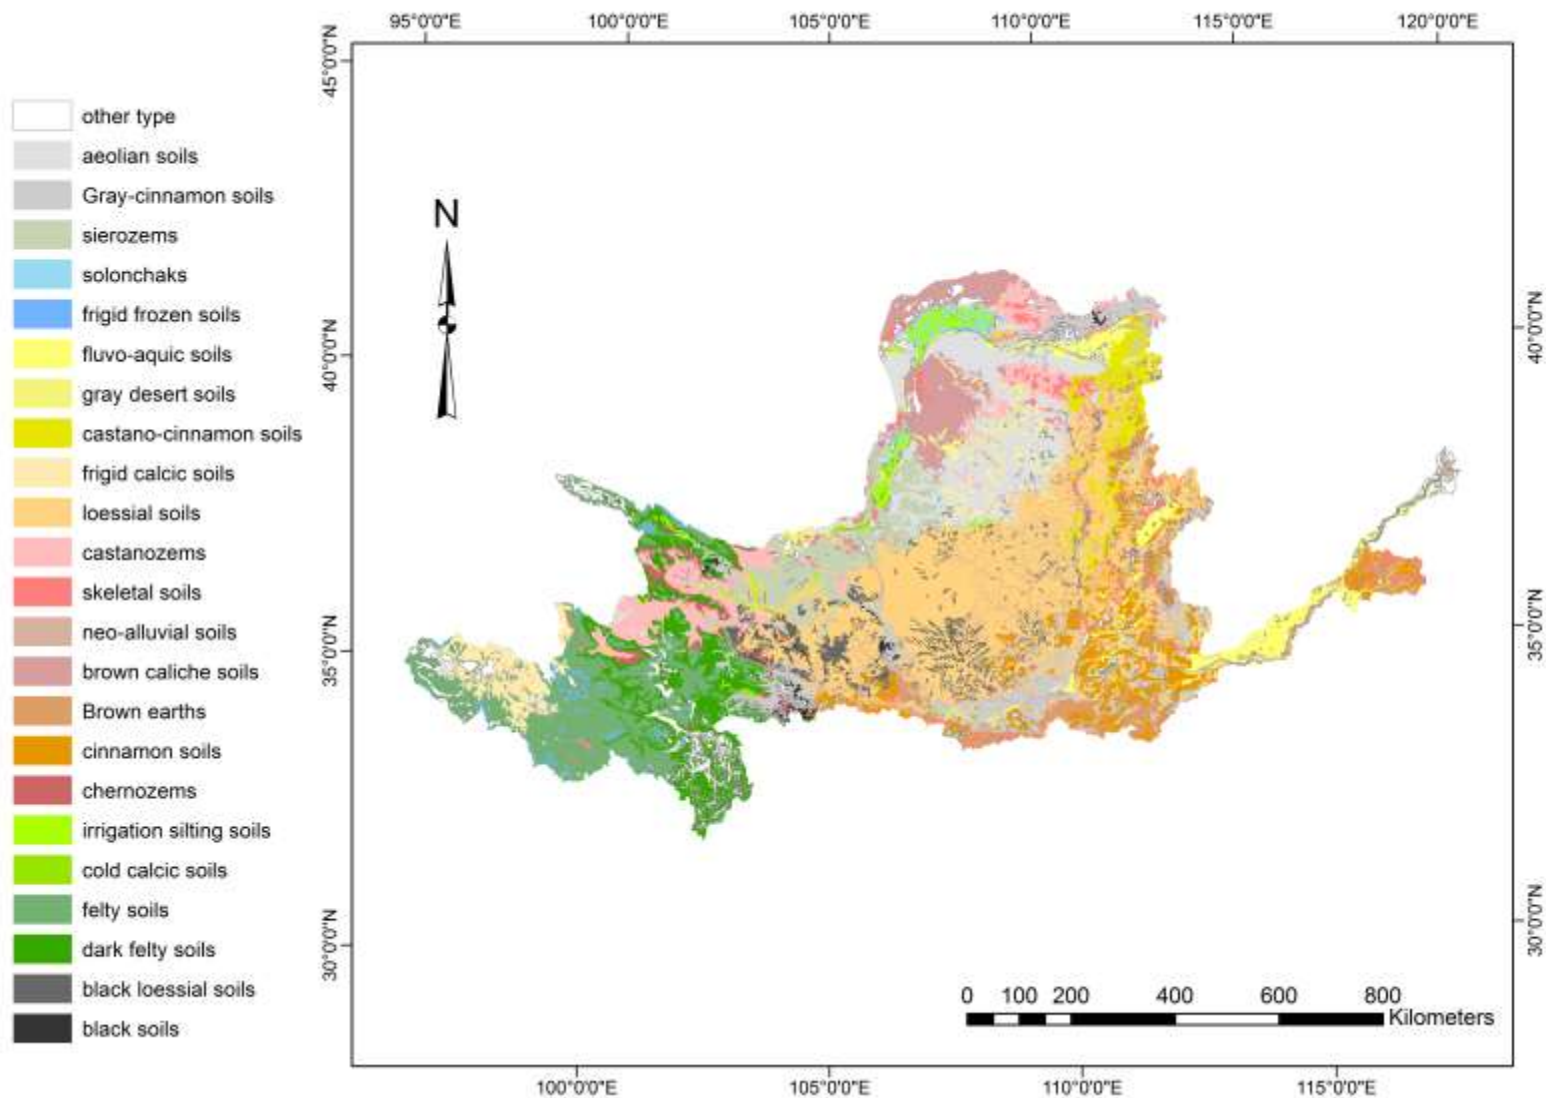 95°0'0"E 100°0'0"E 105°0'0"E 110°0'0"E 115°0'0"E 120°0'0"E
45°0'0"N
other type
aeolian soils
Gray-cinnamon soils
sierozems
solonchaks
frigid frozen soils
fluvo-aquic soils
gray desert soils
castano-cinnamon soils
frigid calcic soils
loessial soils
castanozems
skeletal soils
neo-alluvial soils
brown caliche soils
Brown earths
cinnamon soils
chernozems
irrigation silting soils
cold calcic soils
felty soils
dark felty soils
black loessial soils
black soils
N
40°0'0"N
35°0'0"N
30°0'0"N
40°0'0"N
35°0'0"N
30°0'0"N
0 100 200 400 600 800
Kilometers
100°0'0"E 105°0'0"E 110°0'0"E 115°0'0"E